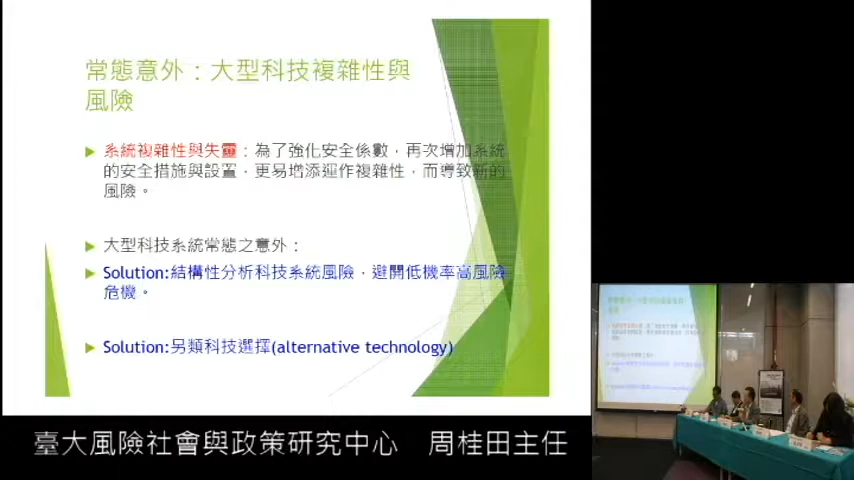 常態意外：大型科技複雜性與
風險
系統複雜性與失靈：為了強化安全係數，再次增加系統
的安全措施與設置，更易增添運作複雜性，而導致新的
風險。
大型科技系統常態之意外：
Solution:結構性分析科技系統風險，避開低機率高風險
危機。
Solution:另類科技選擇(alternative technology)
臺大風險社會與政策研究中心 周桂田主任